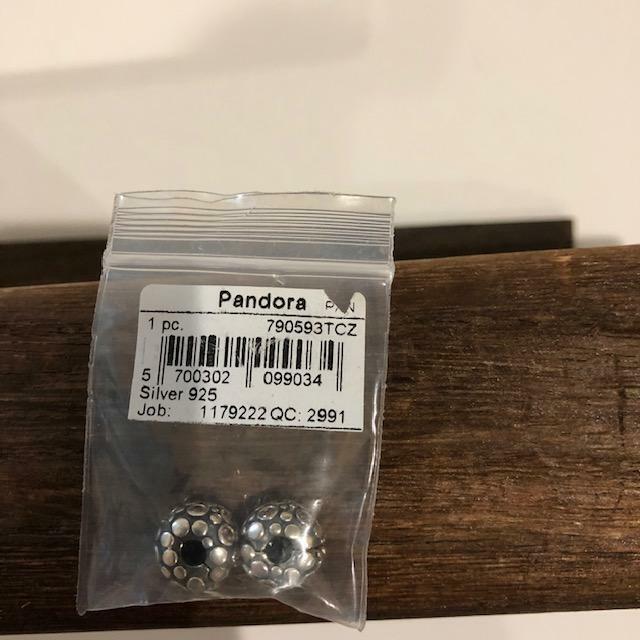 Pandora
1 pc. 790593TCZ
5 700302 099034
Silver 925
Job: 1179222 QC: 2991